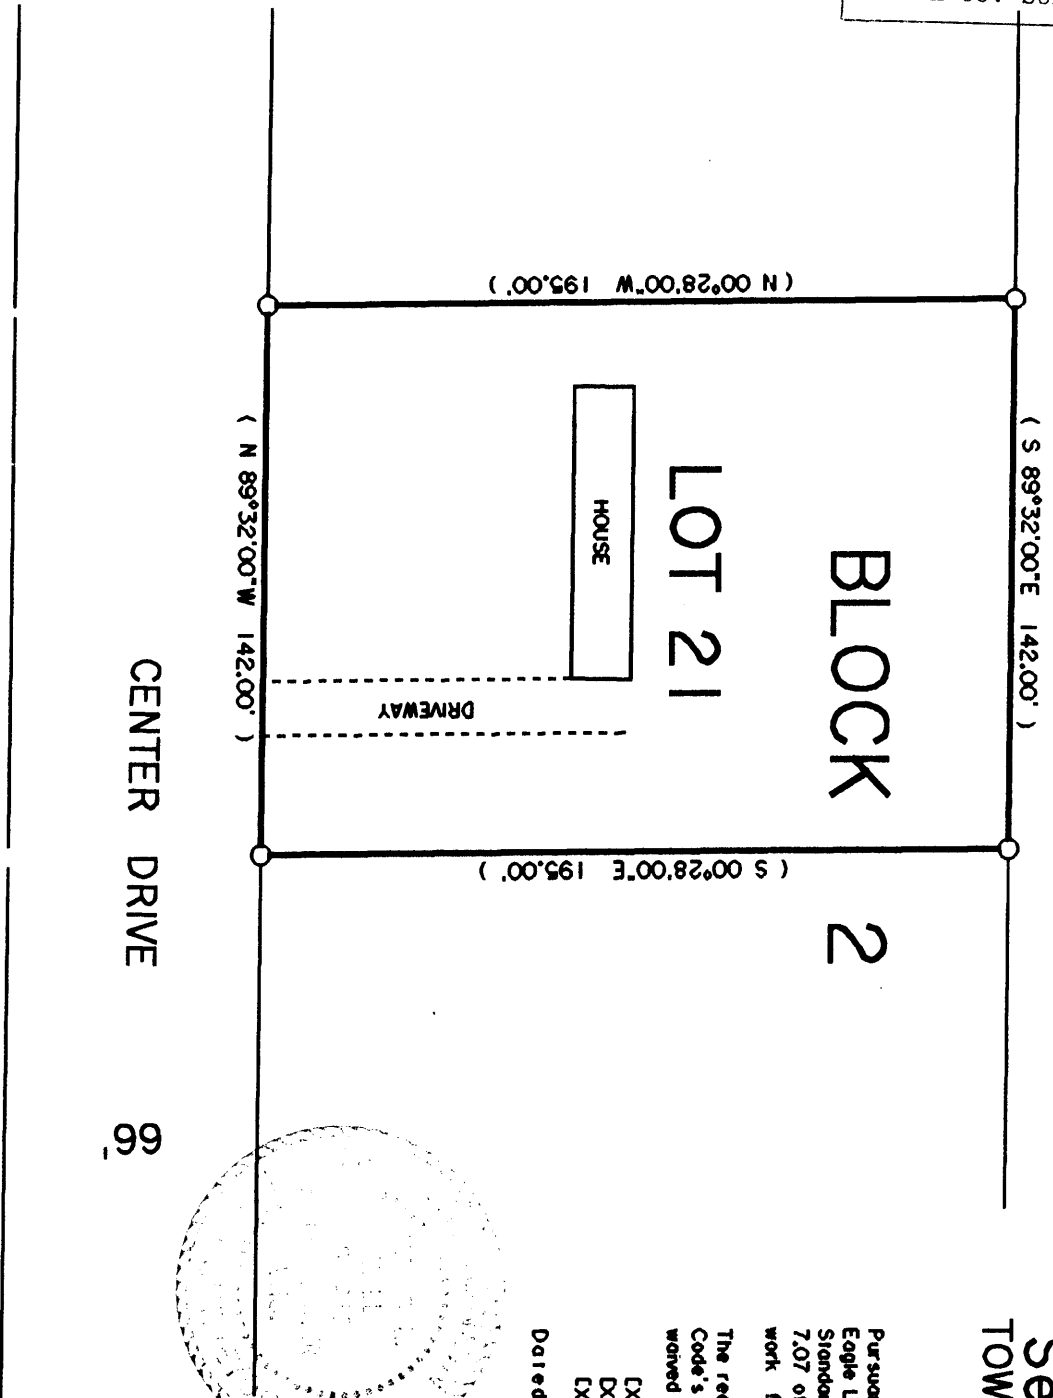 ( S 89°32'00"E 142.00' )
BLOCK 2
LOT 21
HOUSE
DRIVEWAY
( N 00°28'00"W 195.00' )
( S 00°28'00"E 195.00' )
( N 89°32'00"W 142.00' )
CENTER DRIVE
66'
Se
TOW
Pursua
Eagle L
Standar
7.07 o
work
The re
Code's
waived
[X
[X
[X
Dated